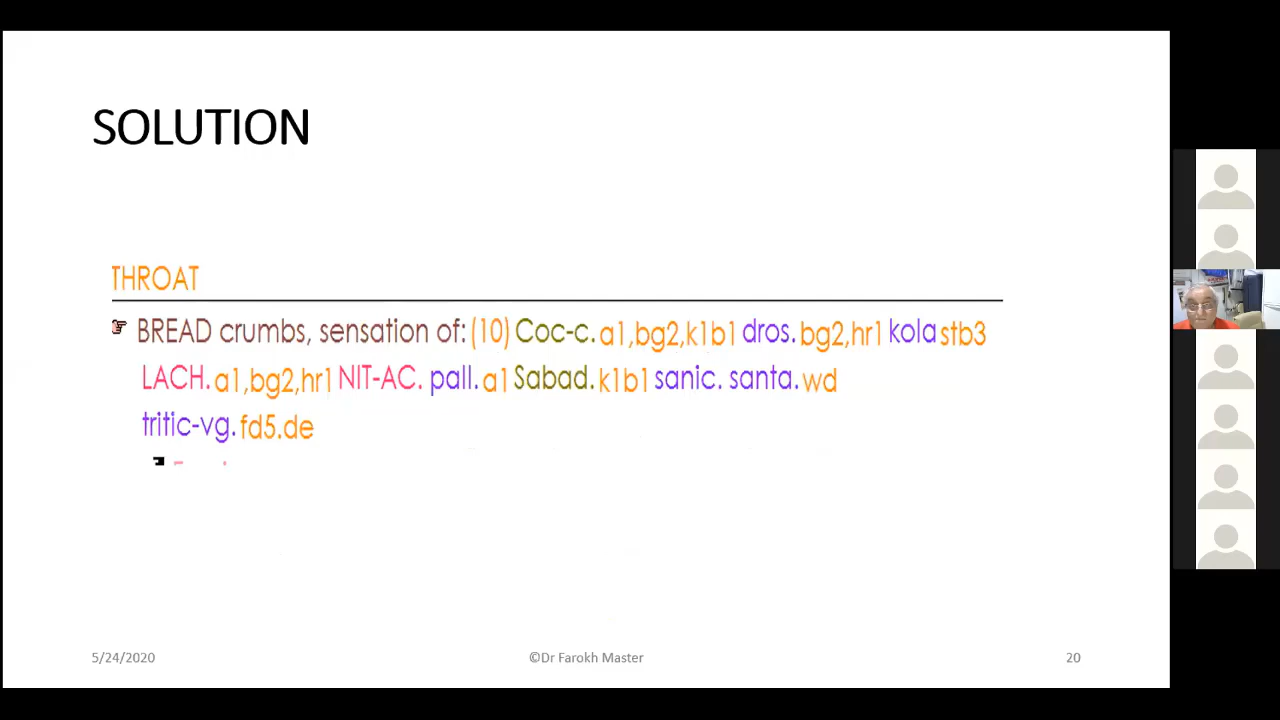 SOLUTION
THROAT
BREAD crumbs, sensation of: (10) Coc-c. a1,bg2,k1b1 dros. bg2,hr1 kola stb3
LACH. a1,bg2,hr1 NIT-AC. pall. a1 Sabad. k1b1 sanic. santa. wd
tritic-vg. fd5.de
5/24/2020
©Dr Farokh Master
20